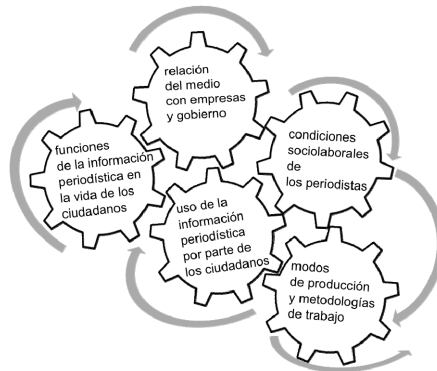 relación
del medio
con empresas
y gobierno
condiciones
sociolaborales
de
los periodistas
funciones
de la información
periodística en
la vida de los
ciudadanos
uso de la
información
periodística
por parte de
los ciudadanos
modos
de producción
y metodologías
de trabajo